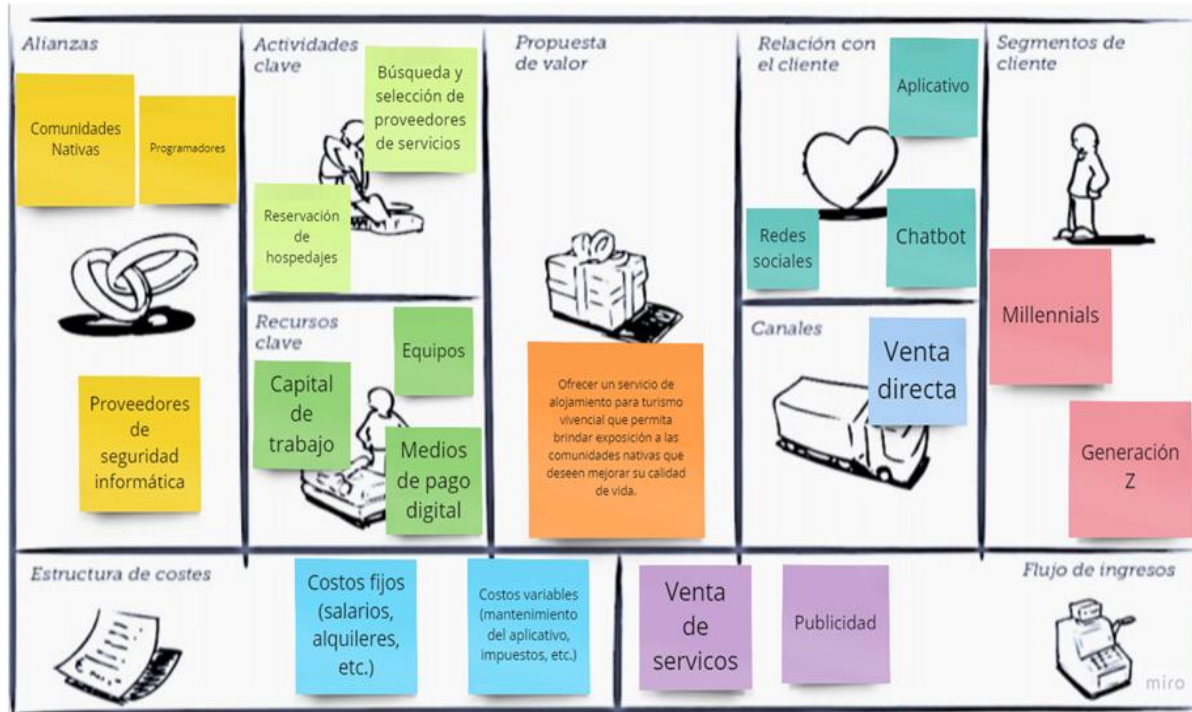 Alianzas
Comunidades
Nativas
Programadores
Proveedores
de
seguridad
informática
Actividades
clave
Búsqueda y
selección de
proveedores
de servicios
Reservación
de
hospedajes
Recursos
clave
Equipos
Capital
de
trabajo
Medios
de pago
digital
Propuesta
de valor
Ofrecer un servicio de
alojamiento para turismo
vivencial que permita
brindar exposición a las
comunidades nativas que
deseen mejorar su calidad
de vida.
Relación con
el cliente
Aplicativo
Redes
sociales
Chatbot
Canales
Venta
directa
Segmentos de
cliente
Millennials
Generación
Z
Estructura de costes
Costos fijos
(salarios,
alquileres,
etc.)
Costos variables
(mantenimiento
del aplicativo,
impuestos, etc.)
Venta
de
servicos
Publicidad
Flujo de ingresos
miro